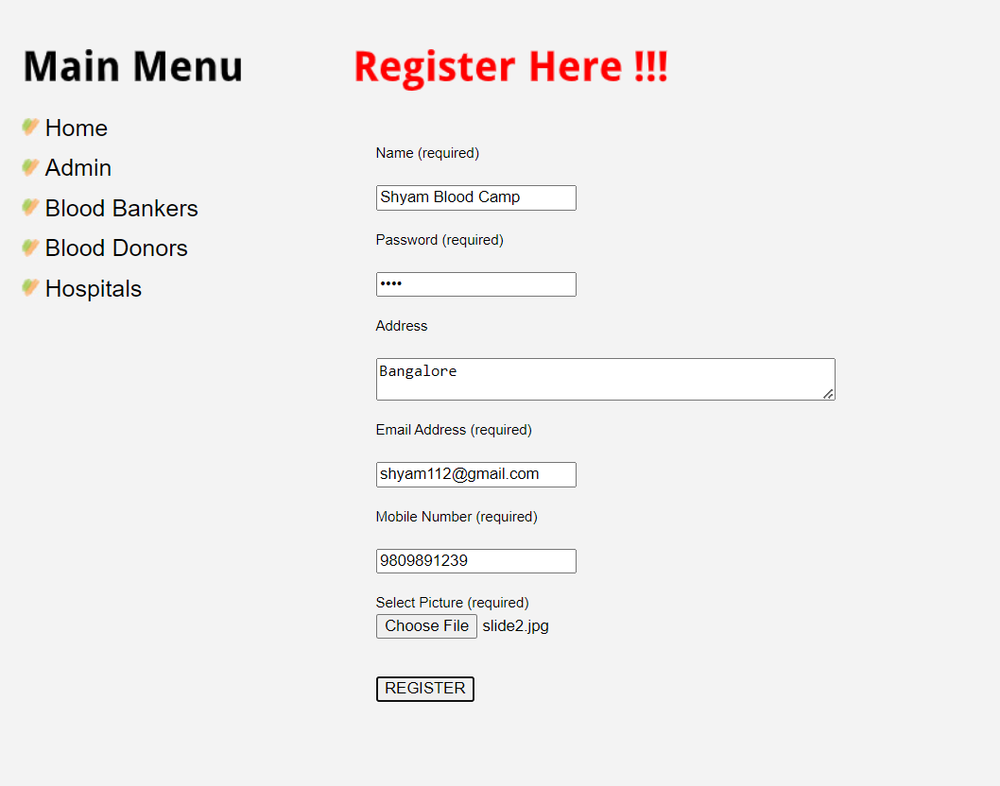 Main Menu
Home
Admin
Blood Bankers
Blood Donors
Hospitals
Register Here !!!
Name (required)
Shyam Blood Camp
Password (required)
••••
Address
Bangalore
Email Address (required)
shyam112@gmail.com
Mobile Number (required)
9809891239
Select Picture (required)
Choose File slide2.jpg
REGISTER